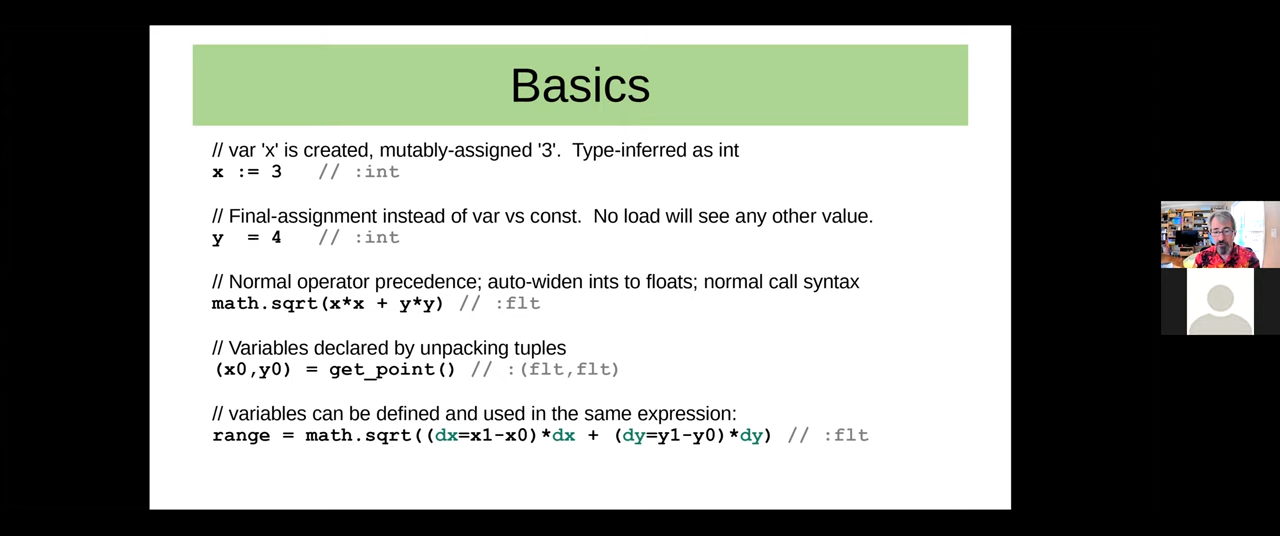 Basics
// var 'x' is created, mutably-assigned '3'.  Type-inferred as int
x := 3   // :int
// Final-assignment instead of var vs const.  No load will see any other value.
y  = 4   // :int
// Normal operator precedence; auto-widen ints to floats; normal call syntax
math.sqrt(x*x + y*y) // :flt
// Variables declared by unpacking tuples
(x0,y0) = get_point() // :(flt,flt)
// variables can be defined and used in the same expression:
range = math.sqrt((dx=x1-x0)*dx + (dy=y1-y0)*dy) // :flt